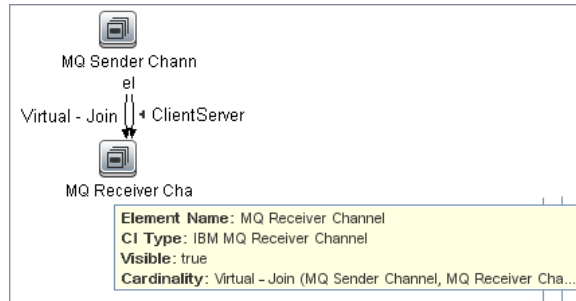 MQ Sender Chann
el
Virtual - Join
ClientServer
MQ Receiver Cha
Element Name: MQ Receiver Channel
CI Type: IBM MQ Receiver Channel
Visible: true
Cardinality: Virtual - Join (MQ Sender Channel, MQ Receiver Cha...